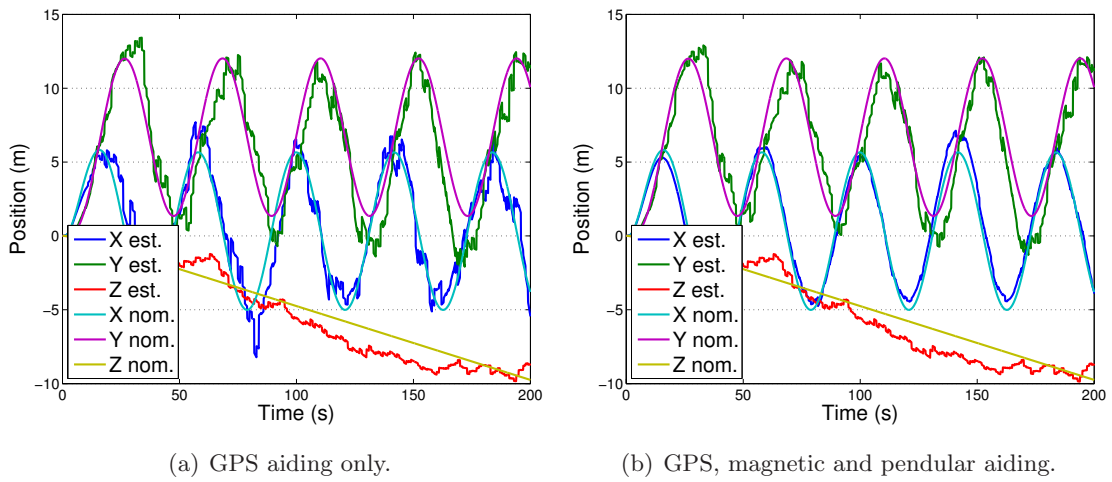 15
10
5
0
−5
−10
Position (m)
X est.
Y est.
Z est.
X nom.
Y nom.
Z nom.
0 50 100 150 200
Time (s)
(a) GPS aiding only.
15
10
5
0
−5
−10
Position (m)
X est.
Y est.
Z est.
X nom.
Y nom.
Z nom.
0 50 100 150 200
Time (s)
(b) GPS, magnetic and pendular aiding.